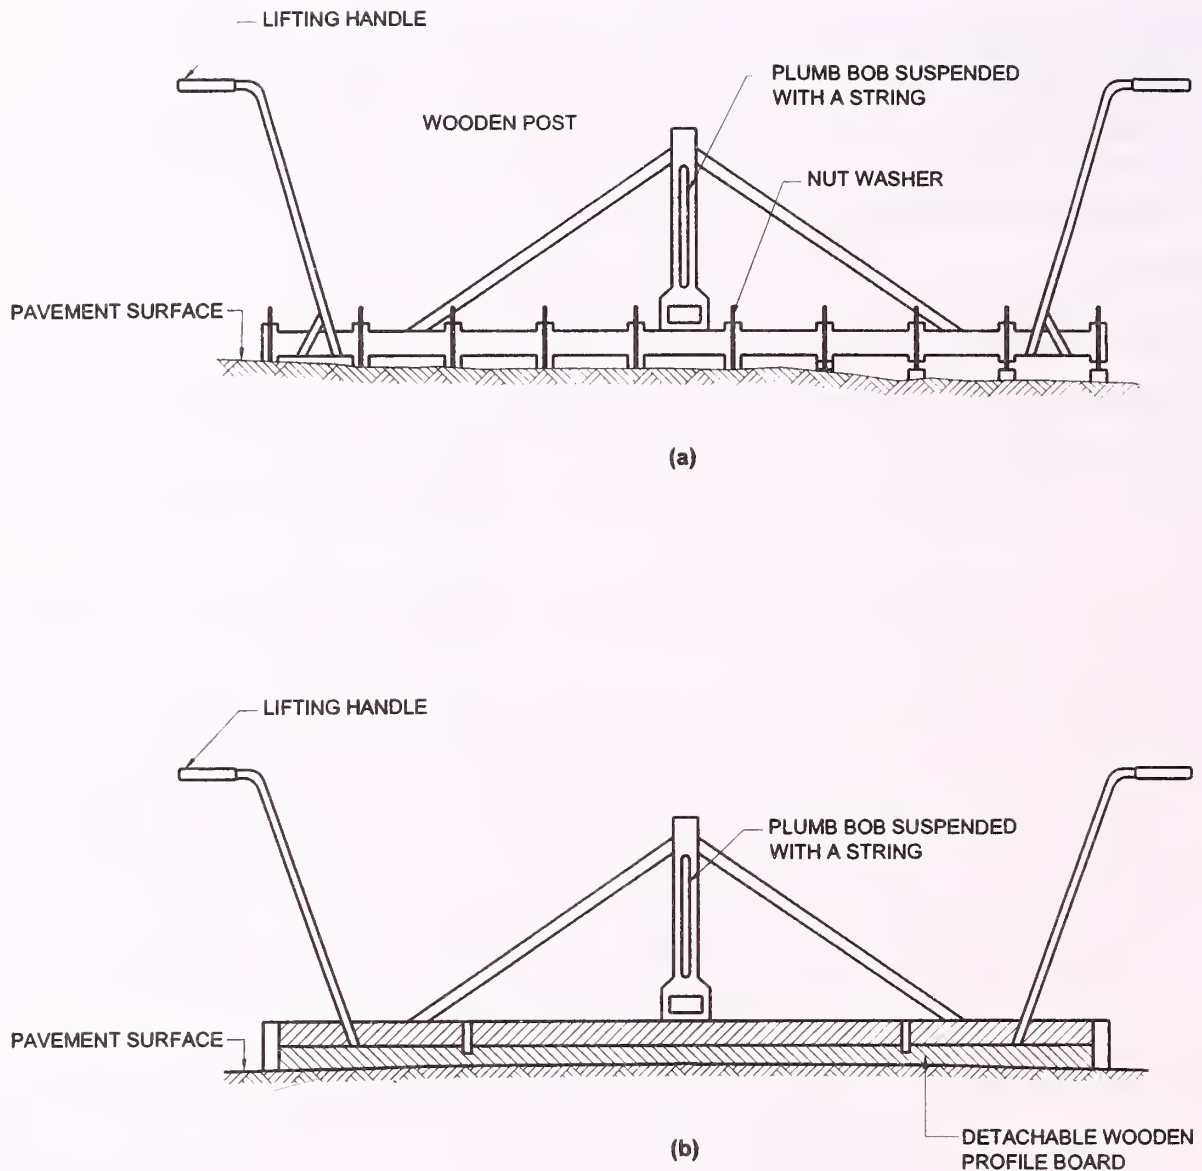 LIFTING HANDLE
PLUMB BOB SUSPENDED
WITH A STRING
WOODEN POST
NUT WASHER
PAVEMENT SURFACE
(a)
LIFTING HANDLE
PLUMB BOB SUSPENDED
WITH A STRING
PAVEMENT SURFACE
DETACHABLE WOODEN
PROFILE BOARD
(b)